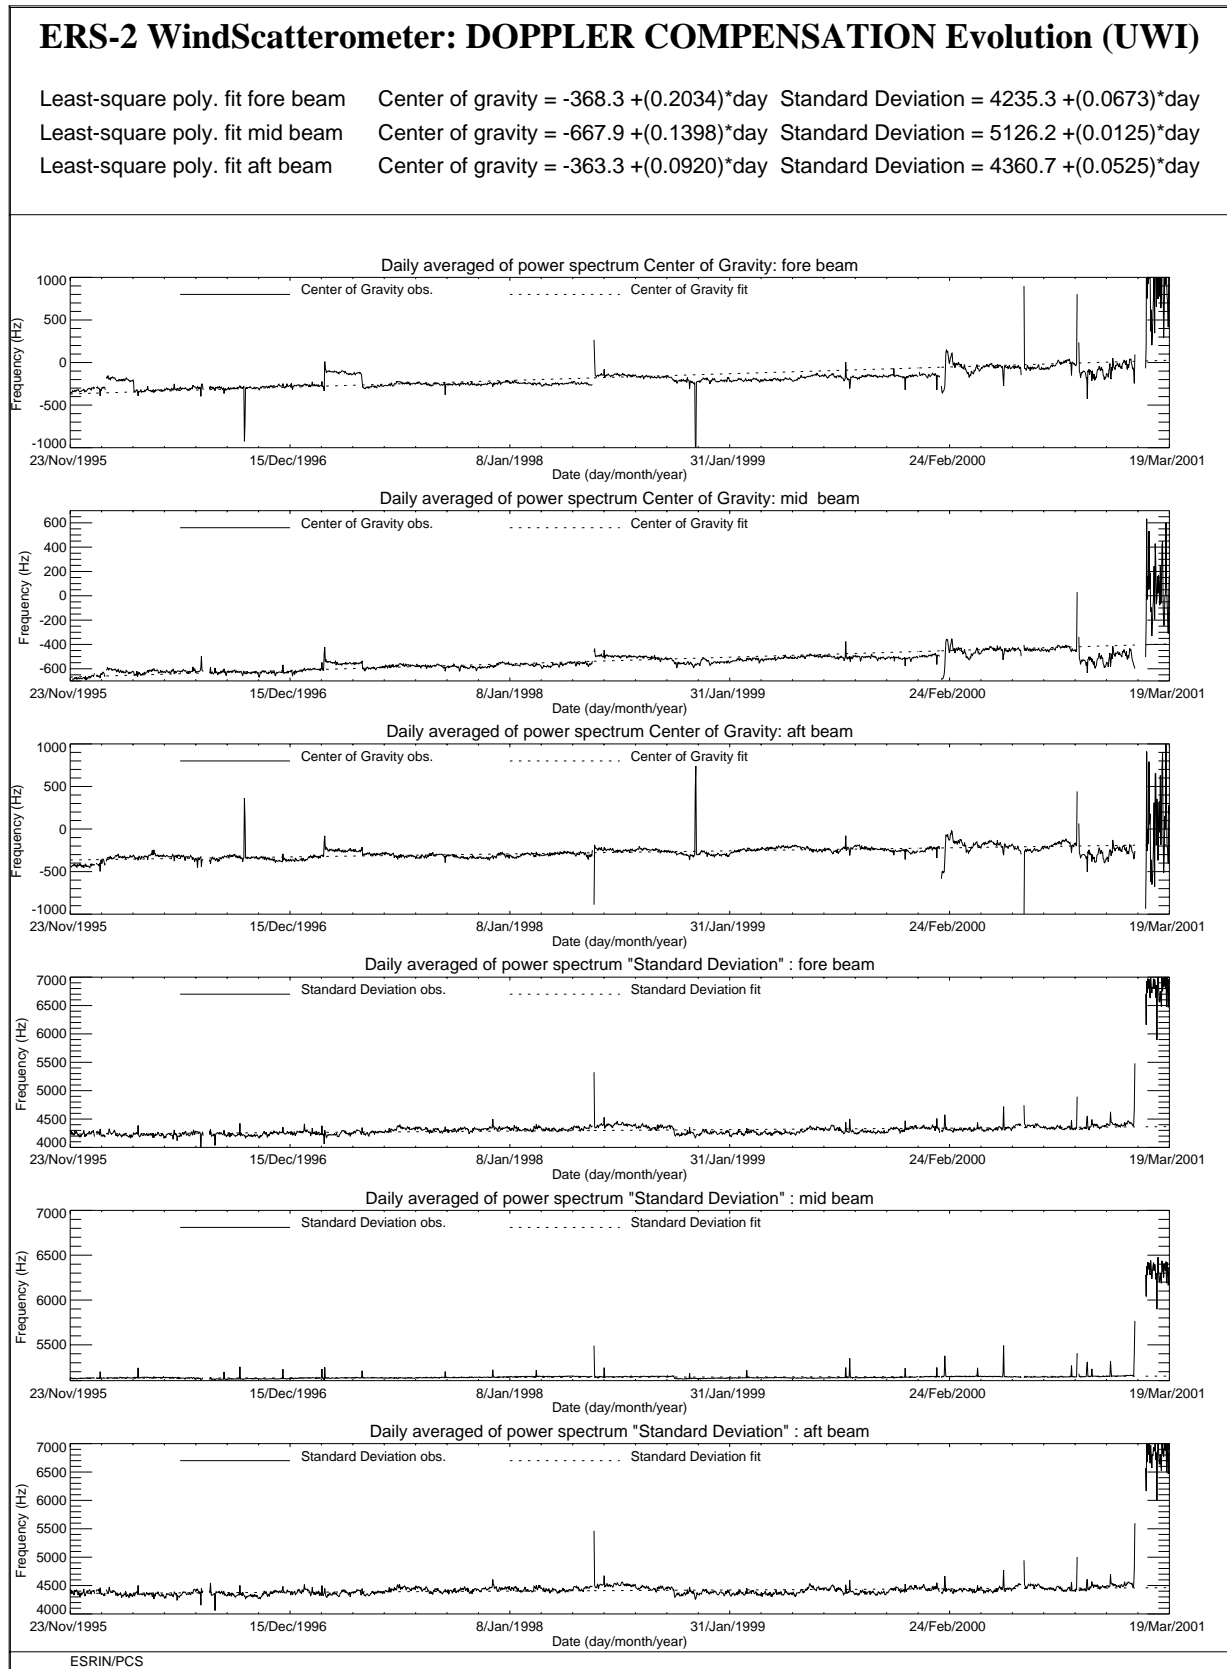 ERS-2 WindScatterometer: DOPPLER COMPENSATION Evolution (UWI)
Least-square poly. fit fore beam Center of gravity = -368.3 +(0.2034)*day Standard Deviation = 4235.3 +(0.0673)*day
Least-square poly. fit mid beam Center of gravity = -667.9 +(0.1398)*day Standard Deviation = 5126.2 +(0.0125)*day
Least-square poly. fit aft beam Center of gravity = -363.3 +(0.0920)*day Standard Deviation = 4360.7 +(0.0525)*day
Daily averaged of power spectrum Center of Gravity: fore beam
Center of Gravity obs. Center of Gravity fit
Frequency (Hz)
1000
500
0
-500
-1000
23/Nov/1995 15/Dec/1996 8/Jan/1998 31/Jan/1999 24/Feb/2000 19/Mar/2001
Date (day/month/year)
Daily averaged of power spectrum Center of Gravity: mid beam
Center of Gravity obs. Center of Gravity fit
Frequency (Hz)
600
400
200
0
-200
-400
-600
23/Nov/1995 15/Dec/1996 8/Jan/1998 31/Jan/1999 24/Feb/2000 19/Mar/2001
Date (day/month/year)
Daily averaged of power spectrum Center of Gravity: aft beam
Center of Gravity obs. Center of Gravity fit
Frequency (Hz)
1000
500
0
-500
-1000
23/Nov/1995 15/Dec/1996 8/Jan/1998 31/Jan/1999 24/Feb/2000 19/Mar/2001
Date (day/month/year)
Daily averaged of power spectrum "Standard Deviation" : fore beam
Standard Deviation obs. Standard Deviation fit
Frequency (Hz)
7000
6500
6000
5500
5000
4500
4000
23/Nov/1995 15/Dec/1996 8/Jan/1998 31/Jan/1999 24/Feb/2000 19/Mar/2001
Date (day/month/year)
Daily averaged of power spectrum "Standard Deviation" : mid beam
Standard Deviation obs. Standard Deviation fit
Frequency (Hz)
7000
6500
6000
5500
23/Nov/1995 15/Dec/1996 8/Jan/1998 31/Jan/1999 24/Feb/2000 19/Mar/2001
Date (day/month/year)
Daily averaged of power spectrum "Standard Deviation" : aft beam
Standard Deviation obs. Standard Deviation fit
Frequency (Hz)
7000
6500
6000
5500
5000
4500
4000
23/Nov/1995 15/Dec/1996 8/Jan/1998 31/Jan/1999 24/Feb/2000 19/Mar/2001
Date (day/month/year)
ESRIN/PCS